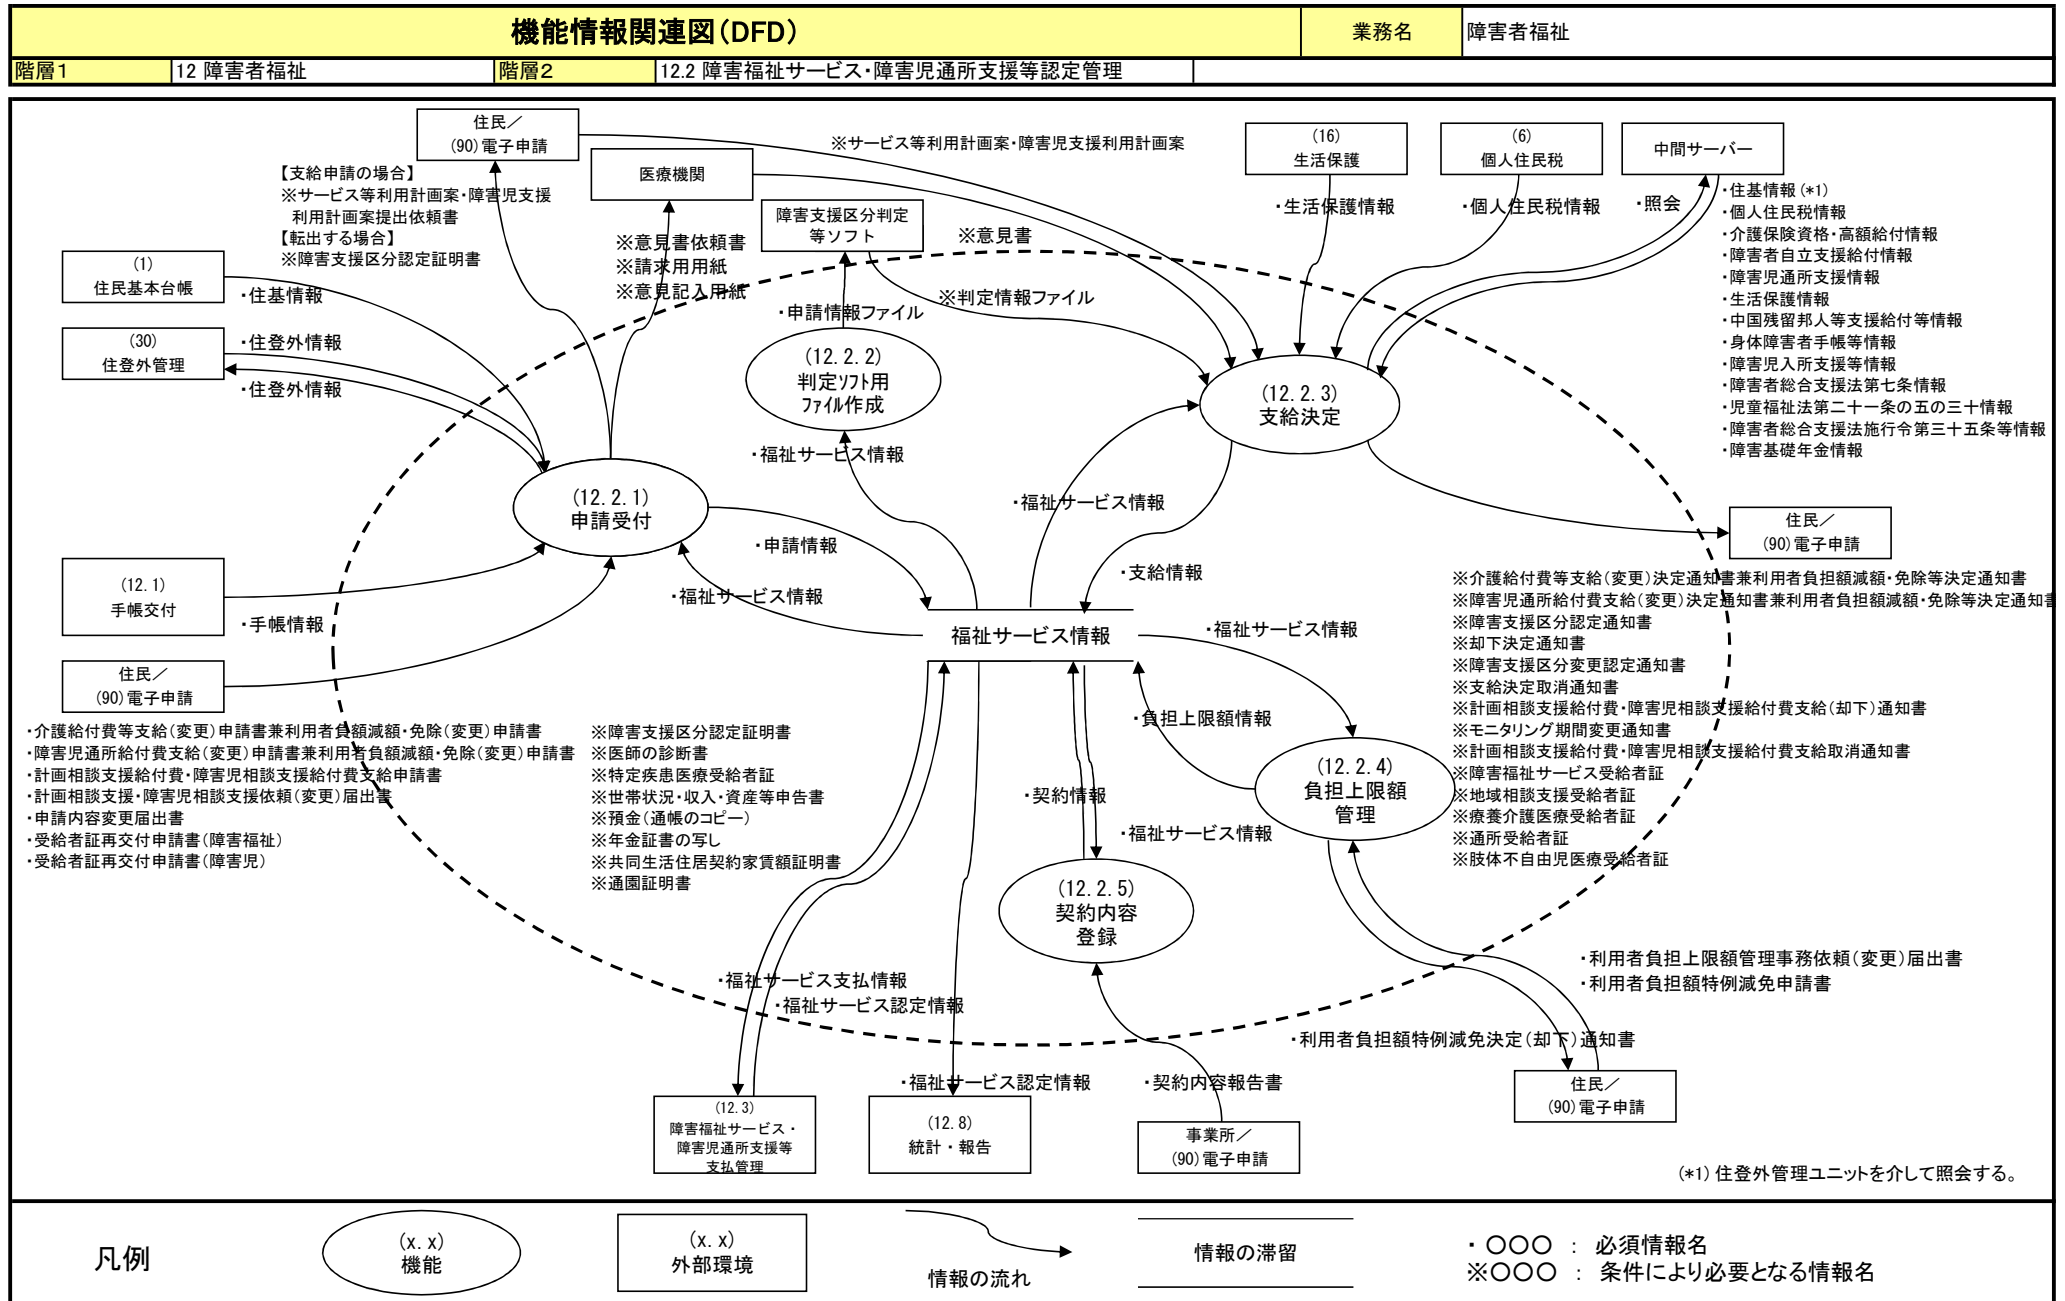 機能情報関連図(DFD)
業務名
障害者福祉
階層1
12 障害者福祉
階層2
12.2 障害福祉サービス・障害児通所支援等認定管理
住民/
(90)電子申請
※サービス等利用計画案・障害児支援利用計画案
(16)
生活保護
(6)
個人住民税
中間サーバー
【支給申請の場合】
※サービス等利用計画案・障害児支援
利用計画案提出依頼書
【転出する場合】
※障害支援区分認定証明書
医療機関
障害支援区分判定
等ソフト
※意見書
・生活保護情報
・個人住民税情報
・照会
・住基情報(*1)
・個人住民税情報
・介護保険資格・高額給付情報
・障害者自立支援給付情報
・障害児通所支援情報
・生活保護情報
・中国残留邦人等支援給付等情報
・身体障害者手帳等情報
・障害児入所支援等情報
・障害者総合支援法第七条情報
・児童福祉法第二十一条の五の三十情報
・障害者総合支援法施行令第三十五条等情報
・障害基礎年金情報
※意見書依頼書
※請求用用紙
※意見記入用紙
(1)
住民基本台帳
・住基情報
(30)
住登外管理
・住登外情報
・住登外情報
・申請情報ファイル
※判定情報ファイル
(12.2.2)
判定ソフト用
ファイル作成
(12.2.3)
支給決定
・福祉サービス情報
(12.2.1)
申請受付
・申請情報
・福祉サービス情報
・福祉サービス情報
・支給情報
住民/
(90)電子申請
(12.1)
手帳交付
・手帳情報
住民/
(90)電子申請
福祉サービス情報
・福祉サービス情報
※介護給付費等支給(変更)決定通知書兼利用者負担額減額・免除等決定通知書
※障害児通所給付費支給(変更)決定通知書兼利用者負担額減額・免除等決定通知書
※障害支援区分認定通知書
※却下決定通知書
※障害支援区分変更認定通知書
※支給決定取消通知書
※計画相談支援給付費・障害児相談支援給付費支給(却下)通知書
※モニタリング期間変更通知書
※計画相談支援給付費・障害児相談支援給付費支給取消通知書
※障害福祉サービス受給者証
※地域相談支援受給者証
※療養介護医療受給者証
※通所受給者証
※肢体不自由児医療受給者証
・介護給付費等支給(変更)申請書兼利用者負額減額・免除(変更)申請書
・障害児通所給付費支給(変更)申請書兼利用者負額減額・免除(変更)申請書
・計画相談支援給付費・障害児相談支援給付費支給申請書
・計画相談支援・障害児相談支援依頼(変更)届出書
・申請内容変更届出書
・受給者証再交付申請書(障害福祉)
・受給者証再交付申請書(障害児)
※障害支援区分認定証明書
※医師の診断書
※特定疾患医療受給者証
※世帯状況・収入・資産等申告書
※預金(通帳のコピー)
※年金証書の写し
※共同生活住居契約家賃額証明書
※通園証明書
・負担上限額情報
(12.2.4)
負担上限額
管理
・契約情報
・福祉サービス情報
(12.2.5)
契約内容
登録
・福祉サービス支払情報
・福祉サービス認定情報
・利用者負担上限額管理事務依頼(変更)届出書
・利用者負担額特例減免申請書
・利用者負担額特例減免決定(却下)通知書
・福祉サービス認定情報
・契約内容報告書
(12.3)
障害福祉サービス・
障害児通所支援等
支払管理
(12.8)
統計・報告
事業所/
(90)電子申請
住民/
(90)電子申請
(*1)住登外管理ユニットを介して照会する。
凡例
(x.x)
機能
(x.x)
外部環境
情報の流れ
情報の滞留
・ 〇〇〇 : 必須情報名
※〇〇〇 : 条件により必要となる情報名